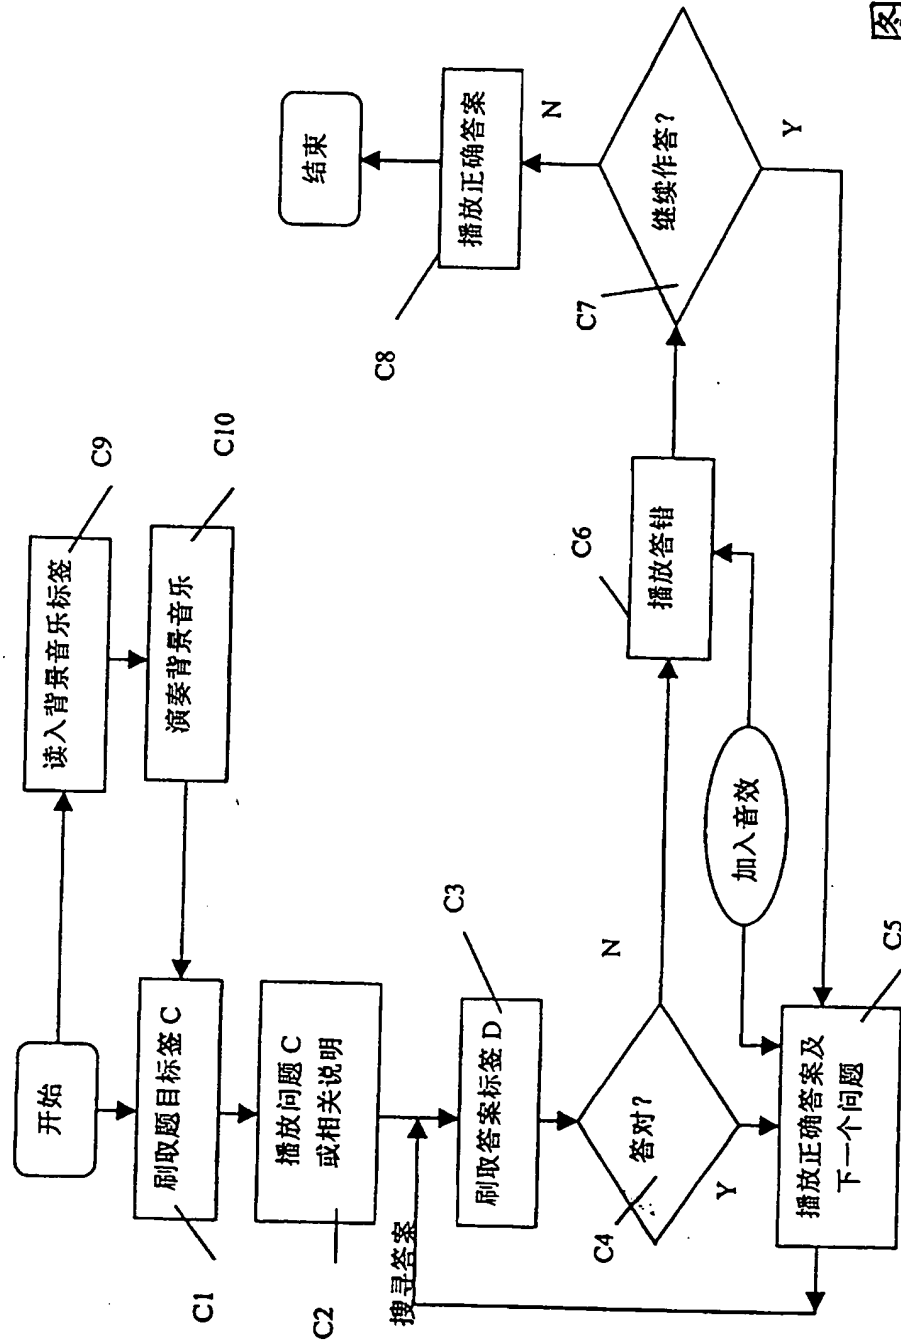 开始
读入背景音乐标签
C9
演奏背景音乐
C10
刷取题目标签 C
C1
播放问题 C
或相关说明
C2
搜寻答案
刷取答案标签 D
C3
答对?
C4
N
Y
播放正确答案及
下一个问题
C5
加入音效
播放答错
C6
继续作答?
C7
N
Y
播放正确答案
C8
结束
图